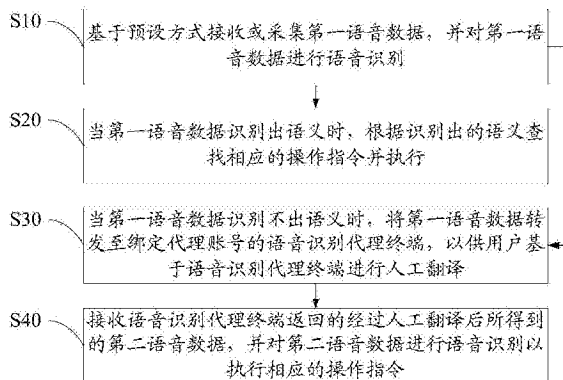 S10
基于预设方式接收或采集第一语音数据，并对第一语
音数据进行语音识别
S20
当第一语音数据识别出语义时，根据识别出的语义查
找相应的操作指令并执行
S30
当第一语音数据识别不出语义时，将第一语音数据转
发至绑定代理账号的语音识别代理终端，以供用户基
于语音识别代理终端进行人工翻译
S40
接收语音识别代理终端返回的经过人工翻译后所得到
的第二语音数据，并对第二语音数据进行语音识别以
执行相应的操作指令